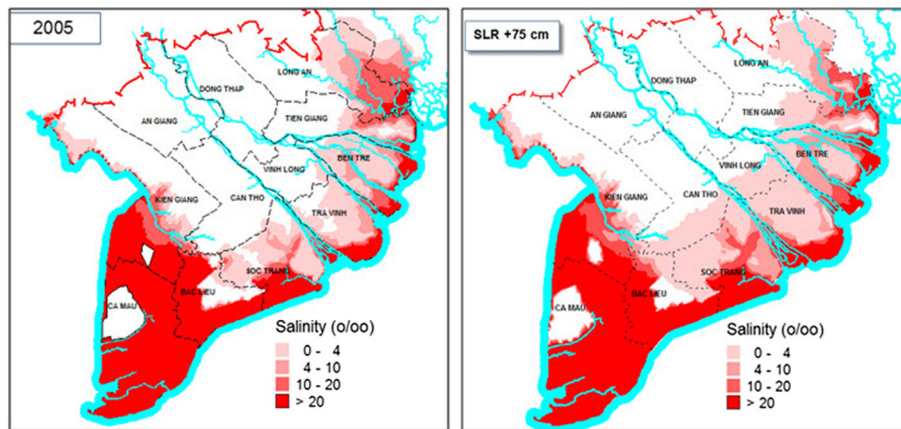 2005
LONG AN
DONG THAP
AN GIANG
TIEN GIANG
BEN TRE
VINH LONG
KIEN GIANG
CAN THO
TRA VINH
SOC TRANG
BAC LIEU
CA MAU
Salinity (o/oo)
0 - 4
4 - 10
10 - 20
> 20
SLR +75 cm
LONG AN
DONG THAP
AN GIANG
TIEN GIANG
BEN TRE
VINH LONG
KIEN GIANG
CAN THO
TRA VINH
SOC TRANG
BAC LIEU
CA MAU
Salinity (o/oo)
0 - 4
4 - 10
10 - 20
> 20